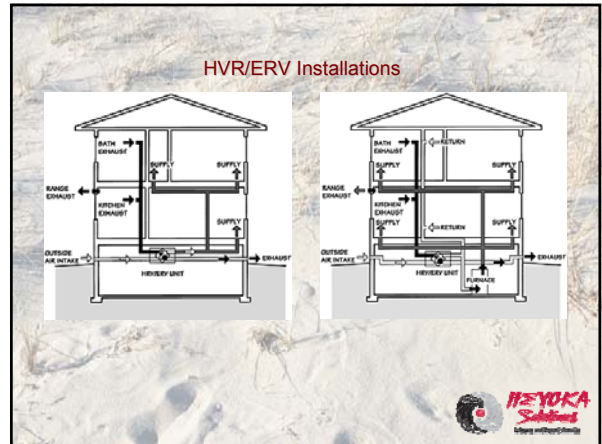 HVR/ERV Installations
BATH
EXHAUST
SUPPLY
SUPPLY
RANGE
EXHAUST
KITCHEN
EXHAUST
SUPPLY
OUTSIDE
AIR INTAKE
EXHAUST
HRV/ERV UNIT
BATH
EXHAUST
RETURN
SUPPLY
SUPPLY
RANGE
EXHAUST
KITCHEN
EXHAUST
SUPPLY
RETURN
SUPPLY
OUTSIDE
AIR INTAKE
EXHAUST
HRV/ERV UNIT
FURNACE
HEYOKA
Solutions